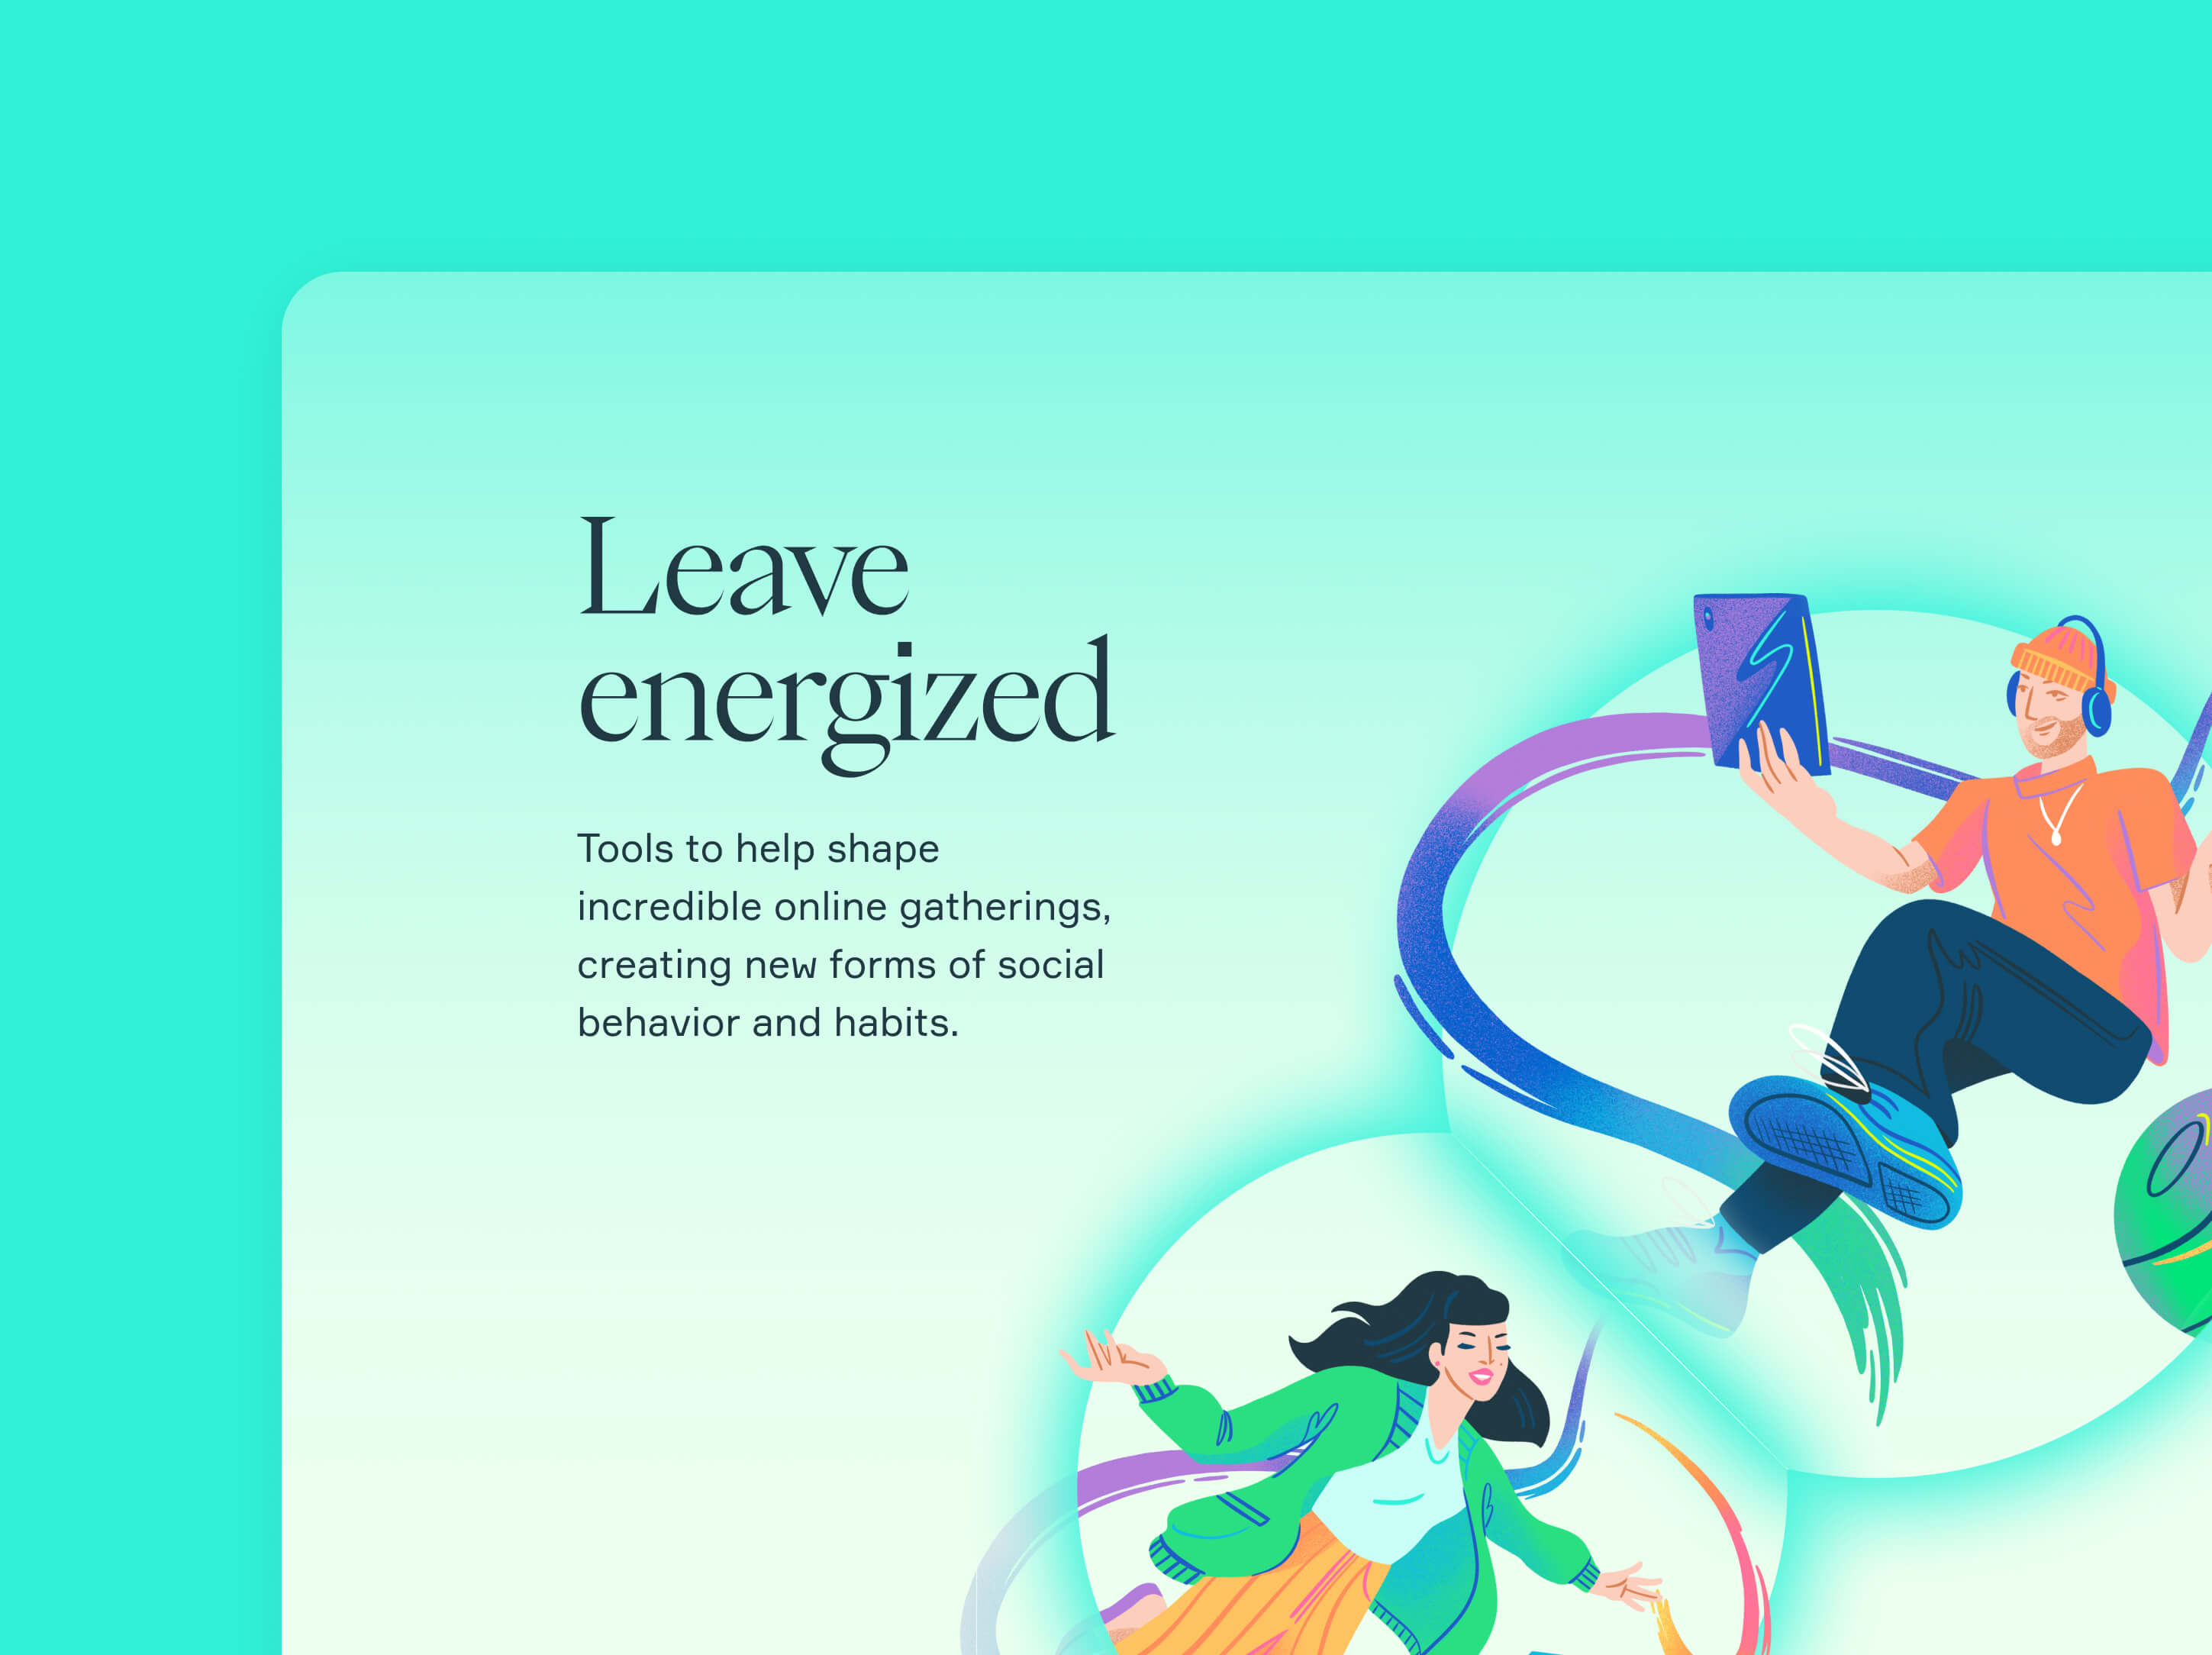 Leave
energized
Tools to help shape
incredible online gatherings,
creating new forms of social
behavior and habits.